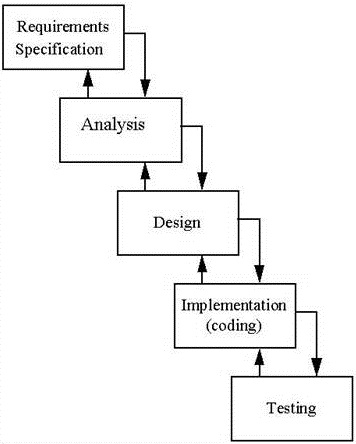 Requirements
Specification
Analysis
Design
Implementation
(coding)
Testing